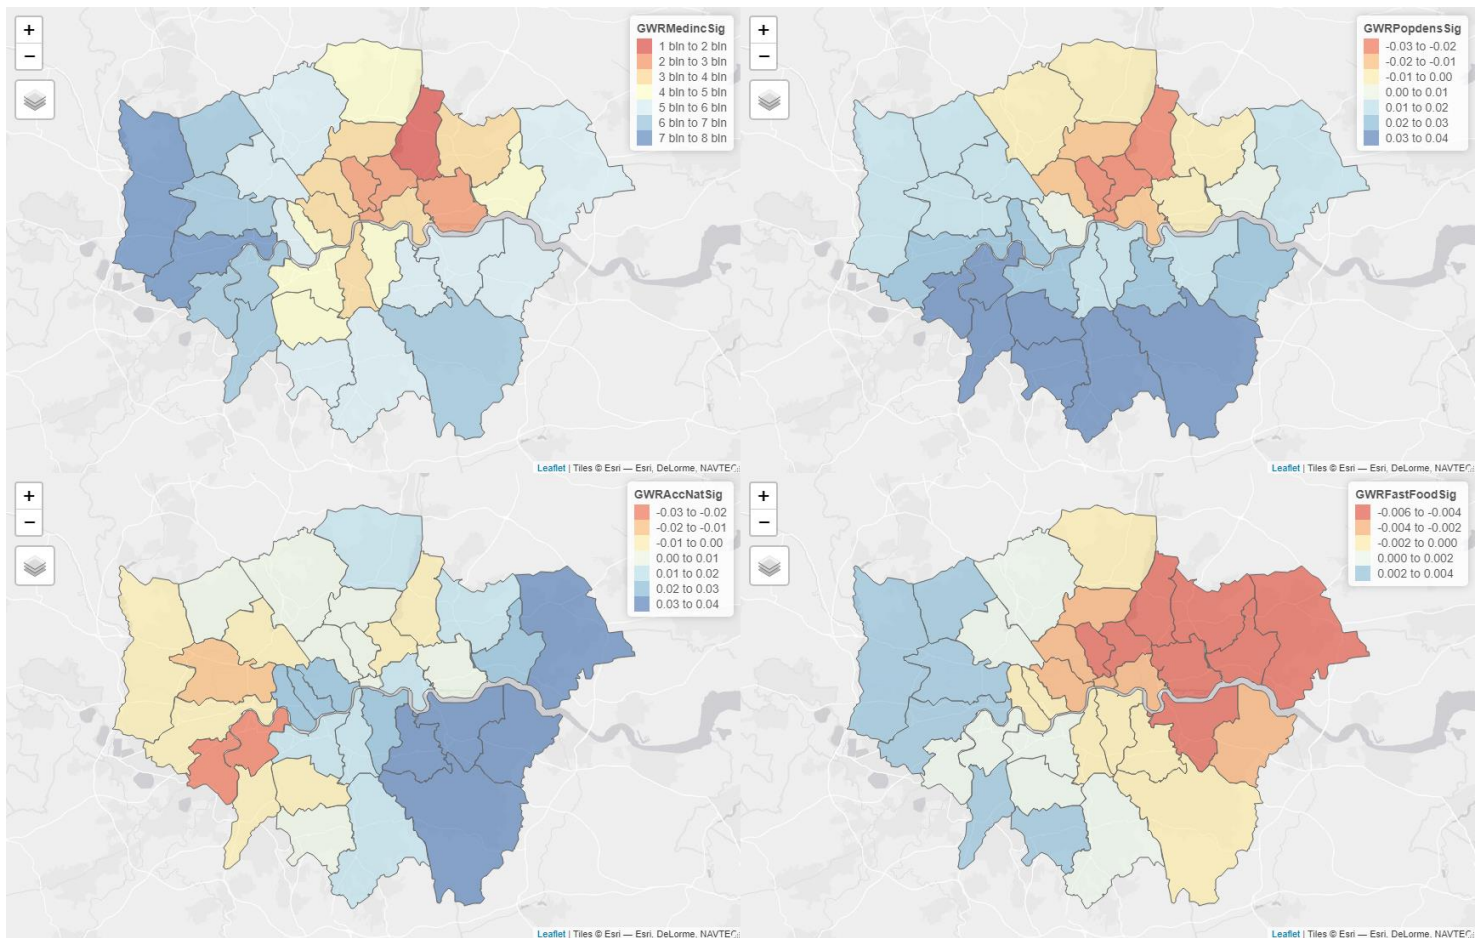 +
−
GWRMedincSig
1 bln to 2 bln
2 bln to 3 bln
3 bln to 4 bln
4 bln to 5 bln
5 bln to 6 bln
6 bln to 7 bln
7 bln to 8 bln
Leaflet | Tiles © Esri — Esri, DeLorme, NAVTEQ
+
−
GWRPopdensSig
-0.03 to -0.02
-0.02 to -0.01
-0.01 to 0.00
0.00 to 0.01
0.01 to 0.02
0.02 to 0.03
0.03 to 0.04
Leaflet | Tiles © Esri — Esri, DeLorme, NAVTEQ
+
−
GWRAccNatSig
-0.03 to -0.02
-0.02 to -0.01
-0.01 to 0.00
0.00 to 0.01
0.01 to 0.02
0.02 to 0.03
0.03 to 0.04
Leaflet | Tiles © Esri — Esri, DeLorme, NAVTEQ
+
−
GWRFastFoodSig
-0.006 to -0.004
-0.004 to -0.002
-0.002 to 0.000
0.000 to 0.002
0.002 to 0.004
Leaflet | Tiles © Esri — Esri, DeLorme, NAVTEQ